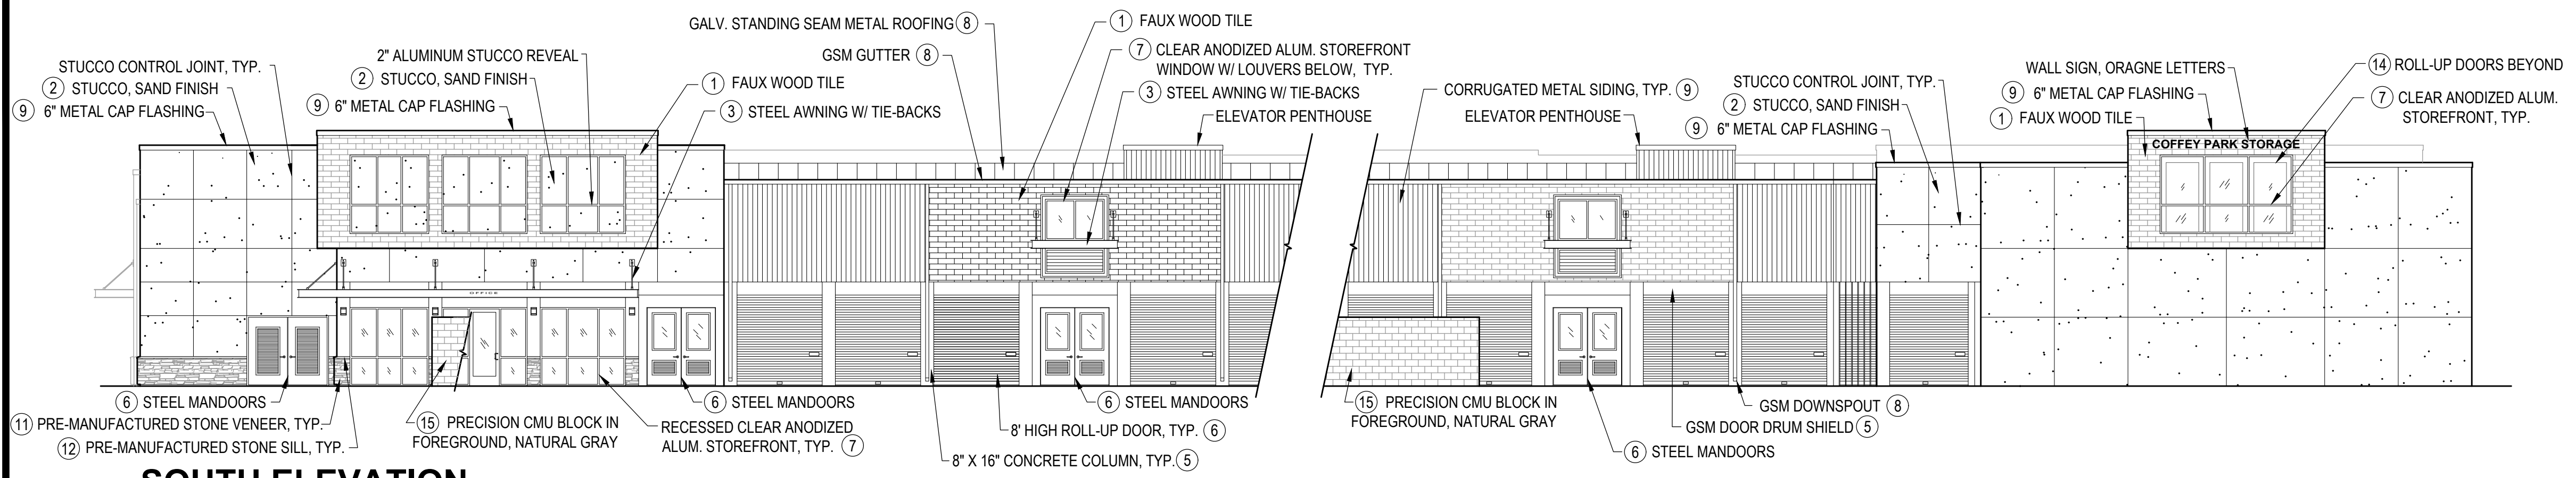 GALV. STANDING SEAM METAL ROOFING 8
GSM GUTTER 8
1 FAUX WOOD TILE
7 CLEAR ANODIZED ALUM. STOREFRONT
WINDOW W/ LOUVERS BELOW, TYP.
3 STEEL AWNING W/ TIE-BACKS
ELEVATOR PENTHOUSE
STUCCO CONTROL JOINT, TYP.
2 STUCCO, SAND FINISH
9 6" METAL CAP FLASHING
2" ALUMINUM STUCCO REVEAL
2 STUCCO, SAND FINISH
9 6" METAL CAP FLASHING
1 FAUX WOOD TILE
3 STEEL AWNING W/ TIE-BACKS
CORRUGATED METAL SIDING, TYP. 9
ELEVATOR PENTHOUSE
STUCCO CONTROL JOINT, TYP.
2 STUCCO, SAND FINISH
9 6" METAL CAP FLASHING
WALL SIGN, ORAGNE LETTERS
9 6" METAL CAP FLASHING
1 FAUX WOOD TILE
14 ROLL-UP DOORS BEYOND
7 CLEAR ANODIZED ALUM.
STOREFRONT, TYP.
COFFEY PARK STORAGE
OFFICE
6 STEEL MANDOORS
11 PRE-MANUFACTURED STONE VENEER, TYP.
12 PRE-MANUFACTURED STONE SILL, TYP.
15 PRECISION CMU BLOCK IN
FOREGROUND, NATURAL GRAY
6 STEEL MANDOORS
RECESSED CLEAR ANODIZED
ALUM. STOREFRONT, TYP. 7
6 STEEL MANDOORS
8' HIGH ROLL-UP DOOR, TYP. 6
8" X 16" CONCRETE COLUMN, TYP. 5
15 PRECISION CMU BLOCK IN
FOREGROUND, NATURAL GRAY
GSM DOWNSPOUT 8
GSM DOOR DRUM SHIELD 5
6 STEEL MANDOORS
SOUTH ELEVATION